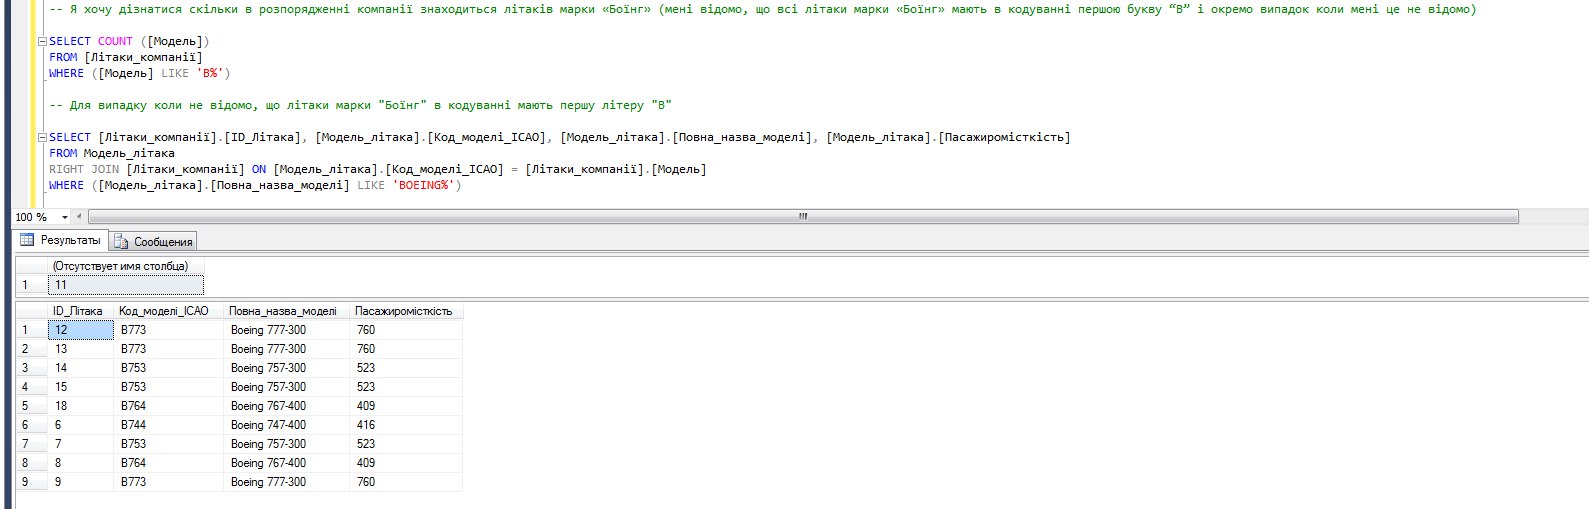 -- Я хочу дізнатися скільки в розпорядженні компанії знаходиться літаків марки «Боїнг» (мені відомо, що всі літаки марки «Боїнг» мають в кодуванні першою букву “В” і окремо випадок коли мені це не відомо)
SELECT COUNT ([Модель])
FROM [Літаки_компанії]
WHERE ([Модель] LIKE 'B%')
-- Для випадку коли не відомо, що літаки марки "Боїнг" в кодуванні мають першу літеру "В"
SELECT [Літаки_компанії].[ID_Літака], [Модель_літака].[Код_моделі_ICAO], [Модель_літака].[Повна_назва_моделі], [Модель_літака].[Пасажиромісткість]
FROM Модель_літака
RIGHT JOIN [Літаки_компанії] ON [Модель_літака].[Код_моделі_ICAO] = [Літаки_компанії].[Модель]
WHERE ([Модель_літака].[Повна_назва_моделі] LIKE 'BOEING%')
100 %
Результаты Сообщения
(Отсутствует имя столбца)
1 11
ID_Літака Код_моделі_ICAO Повна_назва_моделі Пасажиромісткість
1 12 B773 Boeing 777-300 760
2 13 B773 Boeing 777-300 760
3 14 B753 Boeing 757-300 523
4 15 B753 Boeing 757-300 523
5 18 B764 Boeing 767-400 409
6 6 B744 Boeing 747-400 416
7 7 B753 Boeing 757-300 523
8 8 B764 Boeing 767-400 409
9 9 B773 Boeing 777-300 760